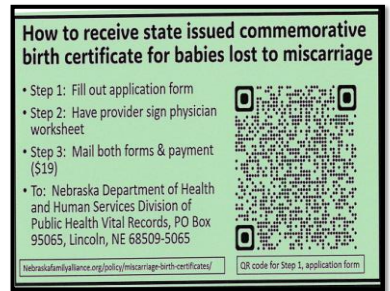 How to receive state issued commemorative
birth certificate for babies lost to miscarriage
• Step 1: Fill out application form
• Step 2: Have provider sign physician
worksheet
• Step 3: Mail both forms & payment
($19)
• To: Nebraska Department of Health
and Human Services Division of
Public Health Vital Records, PO Box
95065, Lincoln, NE 68509-5065
Nebraskafamilyalliance.org/policy/miscarriage-birth-certificates/
QR code for Step 1, application form